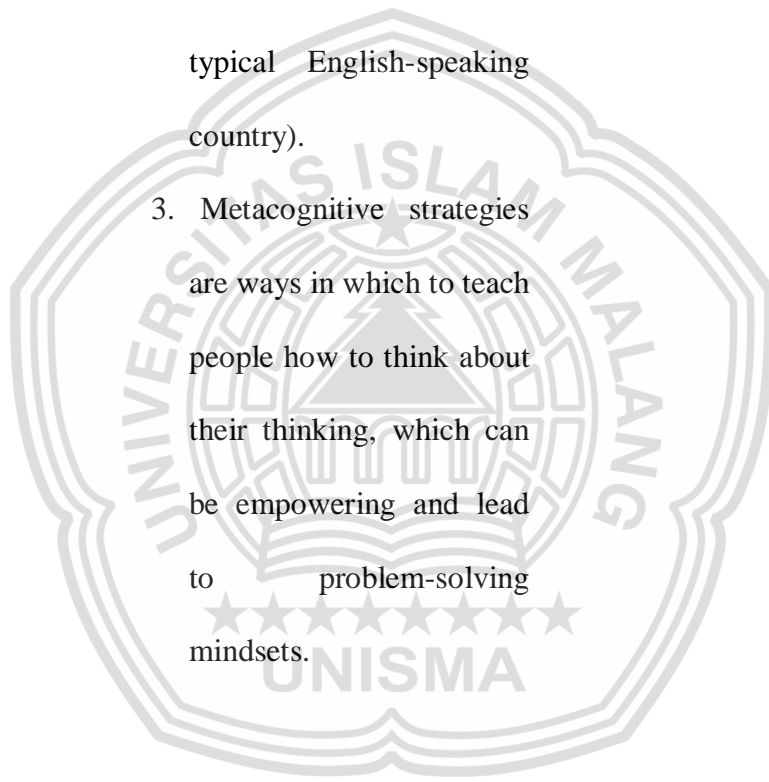 typical English-speaking
country).
UNIVERSITAS ISLAM MALANG
3. Metacognitive strategies
are ways in which to teach
people how to think about
their thinking, which can
be empowering and lead
to problem-solving
mindsets.
UNISMA